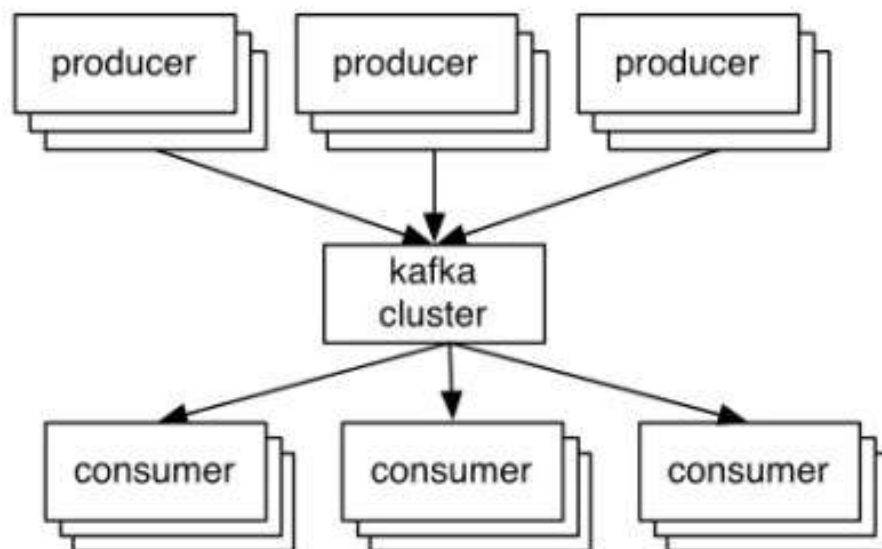 producer
producer
producer
kafka
cluster
consumer
consumer
consumer